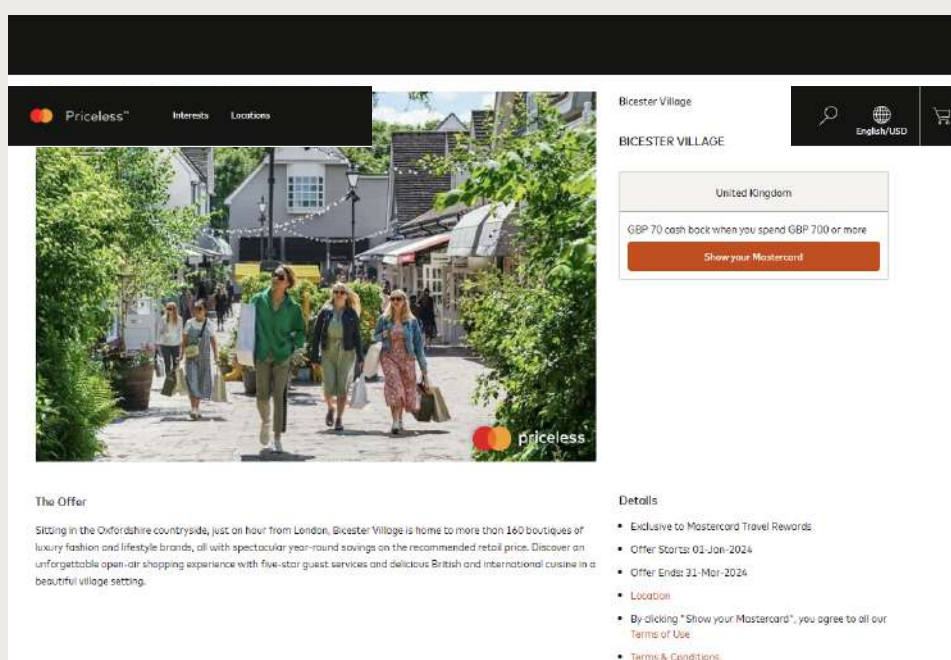 Priceless™
Interests
Locations
English/USD
Bicester Village
BICESTER VILLAGE
United Kingdom
GBP 70 cash back when you spend GBP 700 or more
Show your Mastercard
priceless
The Offer
Sitting in the Oxfordshire countryside, just an hour from London, Bicester Village is home to more than 160 boutiques of
luxury fashion and lifestyle brands, all with spectacular year-round savings on the recommended retail price. Discover an
unforgettable open-air shopping experience with five-star guest services and delicious British and international cuisine in a
beautiful village setting.
Details
Exclusive to Mastercard Travel Rewards
Offer Starts: 01-Jan-2024
Offer Ends: 31-Mar-2024
Location
By clicking "Show your Mastercard", you agree to all our
Terms of Use
Terms & Conditions.